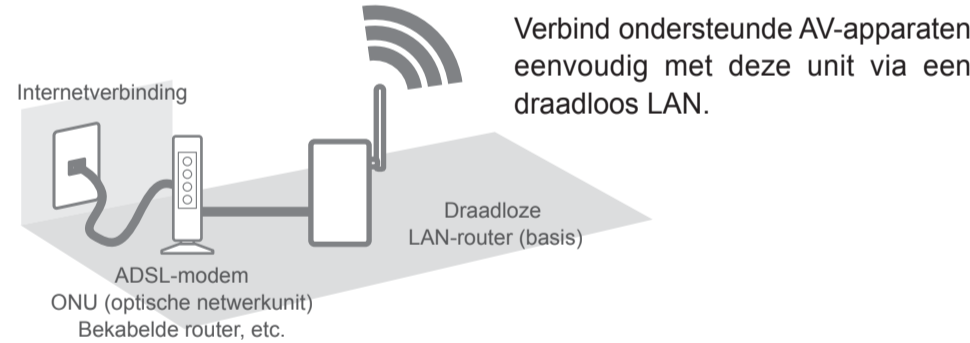 Verbind ondersteunde AV-apparaten
eenvoudig met deze unit via een
draadloos LAN.
Internetverbinding
Draadloze
LAN-router (basis)
ADSL-modem
ONU (optische netwerkunit)
Bekabelde router, etc.